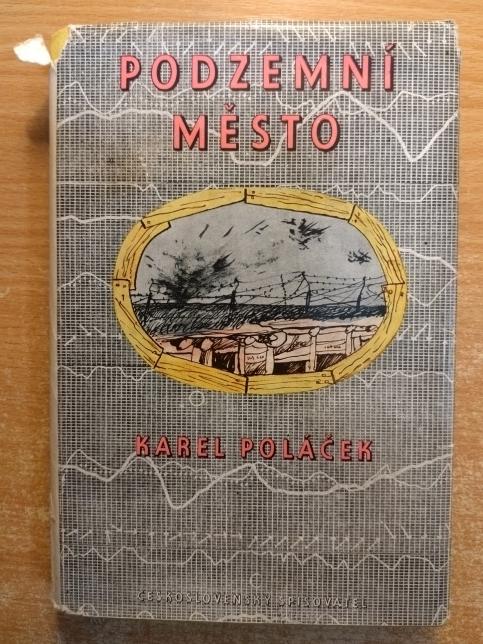 PODZEMNÍ
MĚSTO
KAREL POLÁČEK
ČESKOSLOVENSKÝ SPISOVATEL